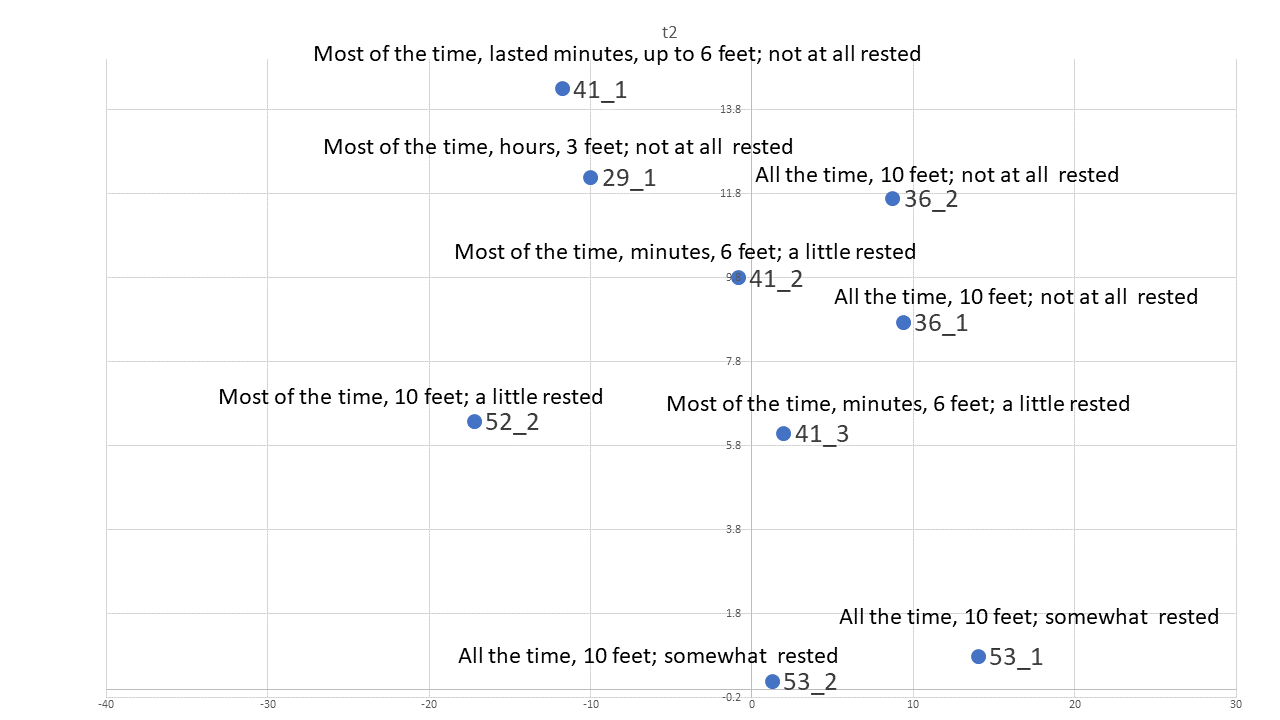 t2
Most of the time, lasted minutes, up to 6 feet; not at all rested
41_1
13.8
Most of the time, hours, 3 feet; not at all rested
29_1
All the time, 10 feet; not at all rested
11.8
36_2
Most of the time, minutes, 6 feet; a little rested
9.8
41_2
All the time, 10 feet; not at all rested
36_1
7.8
Most of the time, 10 feet; a little rested
52_2
Most of the time, minutes, 6 feet; a little rested
41_3
5.8
3.8
1.8
All the time, 10 feet; somewhat rested
53_1
All the time, 10 feet; somewhat rested
53_2
-0.2
-40 -30 -20 -10 0 10 20 30